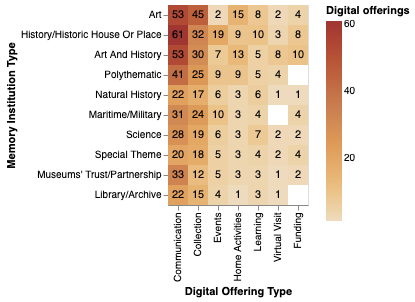 Digital offerings
Art 53 45 2 15 8 2 4
History/Historic House Or Place 61 32 19 9 10 3 8
Art And History 53 30 7 13 5 8 10
Polythematic 41 25 9 9 5 4
Natural History 22 17 6 3 6 1 1
Maritime/Military 31 24 10 3 4 4
Science 28 19 6 3 7 2 2
Special Theme 20 18 5 3 4 2 4
Museums' Trust/Partnership 33 12 5 3 3 1 2
Library/Archive 22 15 4 1 3 1
Memory Institution Type
Communication
Collection
Events
Home Activities
Learning
Virtual Visit
Funding
Digital Offering Type
60
40
20